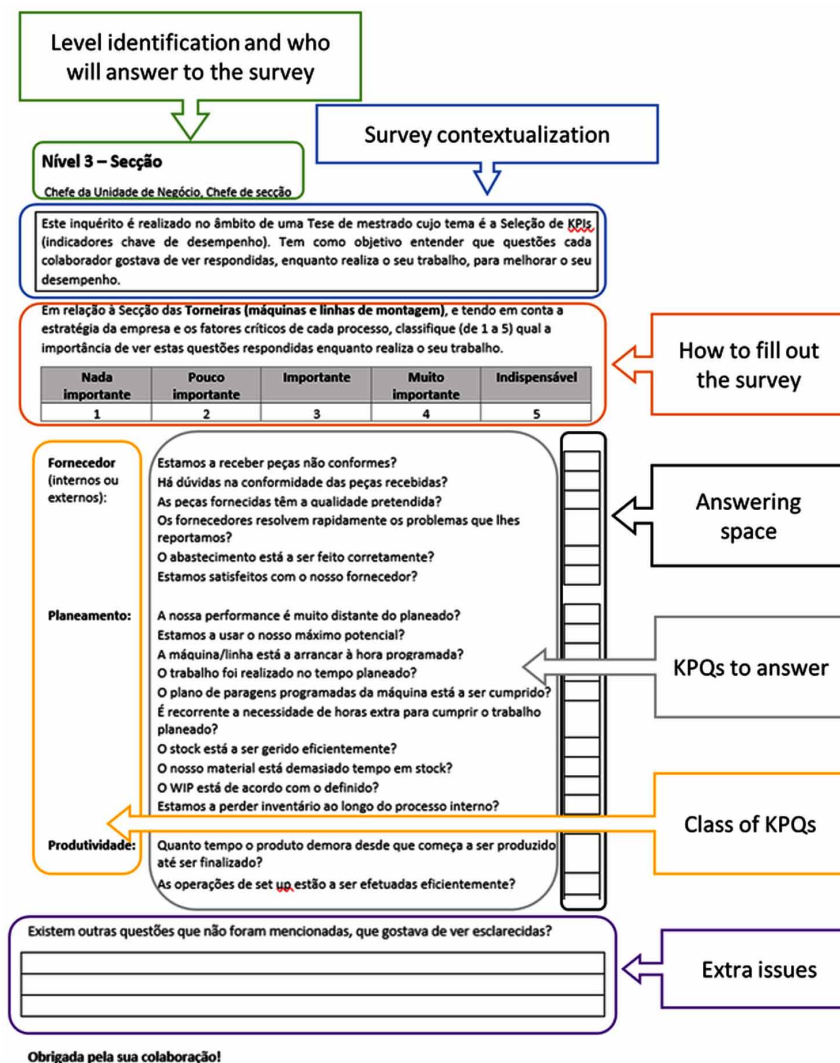 Level identification and who
will answer to the survey
Survey contextualization
Nível 3 – Secção
Chefe da Unidade de Negócio, Chefe de secção
Este inquérito é realizado no âmbito de uma Tese de mestrado cujo tema é a Seleção de KPIs
(indicadores chave de desempenho). Tem como objetivo entender que questões cada
colaborador gostava de ver respondidas, enquanto realiza o seu trabalho, para melhorar o seu
desempenho.
Em relação à Secção das Torneiras (máquinas e linhas de montagem), e tendo em conta a
estratégia da empresa e os fatores críticos de cada processo, classifique (de 1 a 5) qual a
importância de ver estas questões respondidas enquanto realiza o seu trabalho.
How to fill out
the survey
Nada importante
Pouco importante
Importante
Muito importante
Indispensável
1 2 3 4 5
Fornecedor
(internos ou
externos):
Estamos a receber peças não conformes?
Há dúvidas na conformidade das peças recebidas?
As peças fornecidas têm a qualidade pretendida?
Os fornecedores resolvem rapidamente os problemas que lhes
reportamos?
O abastecimento está a ser feito corretamente?
Estamos satisfeitos com o nosso fornecedor?
Answering
space
Planeamento:
A nossa performance é muito distante do planeado?
Estamos a usar o nosso máximo potencial?
A máquina/linha está a arrancar à hora programada?
O trabalho foi realizado no tempo planeado?
O plano de paragens programadas da máquina está a ser cumprido?
É recorrente a necessidade de horas extra para cumprir o trabalho
planeado?
O stock está a ser gerido eficientemente?
O nosso material está demasiado tempo em stock?
O WIP está de acordo com o definido?
Estamos a perder inventário ao longo do processo interno?
KPQs to answer
Class of KPQs
Produtividade:
Quanto tempo o produto demora desde que começa a ser produzido
até ser finalizado?
As operações de set up estão a ser efetuadas eficientemente?
Existem outras questões que não foram mencionadas, que gostava de ver esclarecidas?
Extra issues
Obrigada pela sua colaboração!